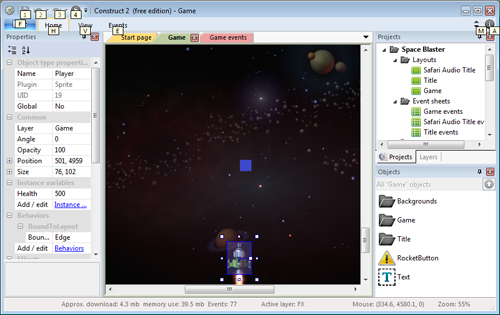 Construct 2 (free edition) - Game
1 2 3 4
F Home View Events
H V E M A
Properties
Object type properties
Name Player
Plugin Sprite
UID 19
Global No
Common
Layer Game
Angle 0
Opacity 100
Position 501, 4959
Size 76, 102
Instance variables
Health 500
Add / edit Instance ...
Behaviors
BoundToLayout
Boun... Edge
Add / edit Behaviors
Effects
Start page Game Game events
Projects
Space Blaster
Layouts
Safari Audio Title
Title
Game
Event sheets
Game events
Safari Audio Title ev
Title events
Projects Layers
Objects
All 'Game' objects
Backgrounds
Game
Title
RocketButton
Text
Approx. download: 4.3 mb memory use: 39.5 mb Events: 77 Active layer: FX Mouse: (334.6, 4580.1, 0) Zoom: 55%